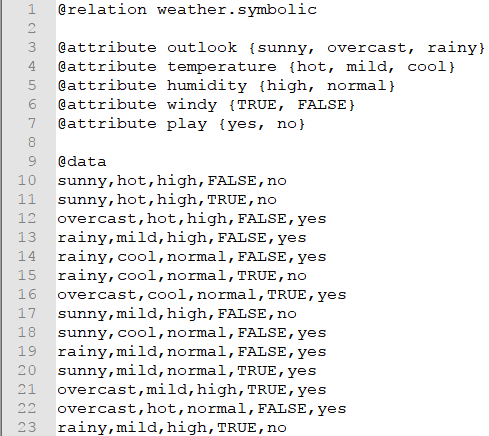 1 @relation weather.symbolic
2
3 @attribute outlook {sunny, overcast, rainy}
4 @attribute temperature {hot, mild, cool}
5 @attribute humidity {high, normal}
6 @attribute windy {TRUE, FALSE}
7 @attribute play {yes, no}
8
9 @data
10 sunny,hot,high,FALSE,no
11 sunny,hot,high,TRUE,no
12 overcast,hot,high,FALSE,yes
13 rainy,mild,high,FALSE,yes
14 rainy,cool,normal,FALSE,yes
15 rainy,cool,normal,TRUE,no
16 overcast,cool,normal,TRUE,yes
17 sunny,mild,high,FALSE,no
18 sunny,cool,normal,FALSE,yes
19 rainy,mild,normal,FALSE,yes
20 sunny,mild,normal,TRUE,yes
21 overcast,mild,high,TRUE,yes
22 overcast,hot,normal,FALSE,yes
23 rainy,mild,high,TRUE,no